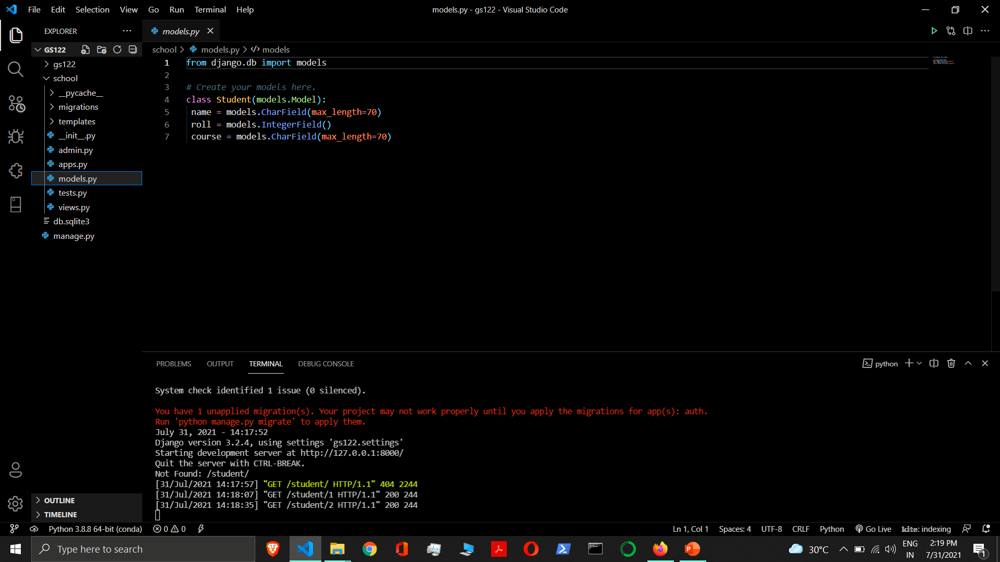 File Edit Selection View Go Run Terminal Help
models.py - gs122 - Visual Studio Code
EXPLORER
GS122
gs122
school
__pycache__
migrations
templates
__init__.py
admin.py
apps.py
models.py
tests.py
views.py
db.sqlite3
manage.py
OUTLINE
TIMELINE
models.py
school > models.py > models
1 from django.db import models
2
3 # Create your models here.
4 class Student(models.Model):
5 name = models.CharField(max_length=70)
6 roll = models.IntegerField()
7 course = models.CharField(max_length=70)
PROBLEMS OUTPUT TERMINAL DEBUG CONSOLE
python
System check identified 1 issue (0 silenced).
You have 1 unapplied migration(s). Your project may not work properly until you apply the migrations for app(s): auth.
Run 'python manage.py migrate' to apply them.
July 31, 2021 - 14:17:52
Django version 3.2.4, using settings 'gs122.settings'
Starting development server at http://127.0.0.1:8000/
Quit the server with CTRL-BREAK.
Not Found: /student/
[31/Jul/2021 14:17:57] "GET /student/ HTTP/1.1" 404 2244
[31/Jul/2021 14:18:07] "GET /student/1 HTTP/1.1" 200 244
[31/Jul/2021 14:18:35] "GET /student/2 HTTP/1.1" 200 244
Python 3.8.8 64-bit (conda) 0 0
Ln 1, Col 1 Spaces: 4 UTF-8 CRLF Python Go Live kite: indexing
Type here to search
30°C
ENG
IN
2:19 PM
7/31/2021
1